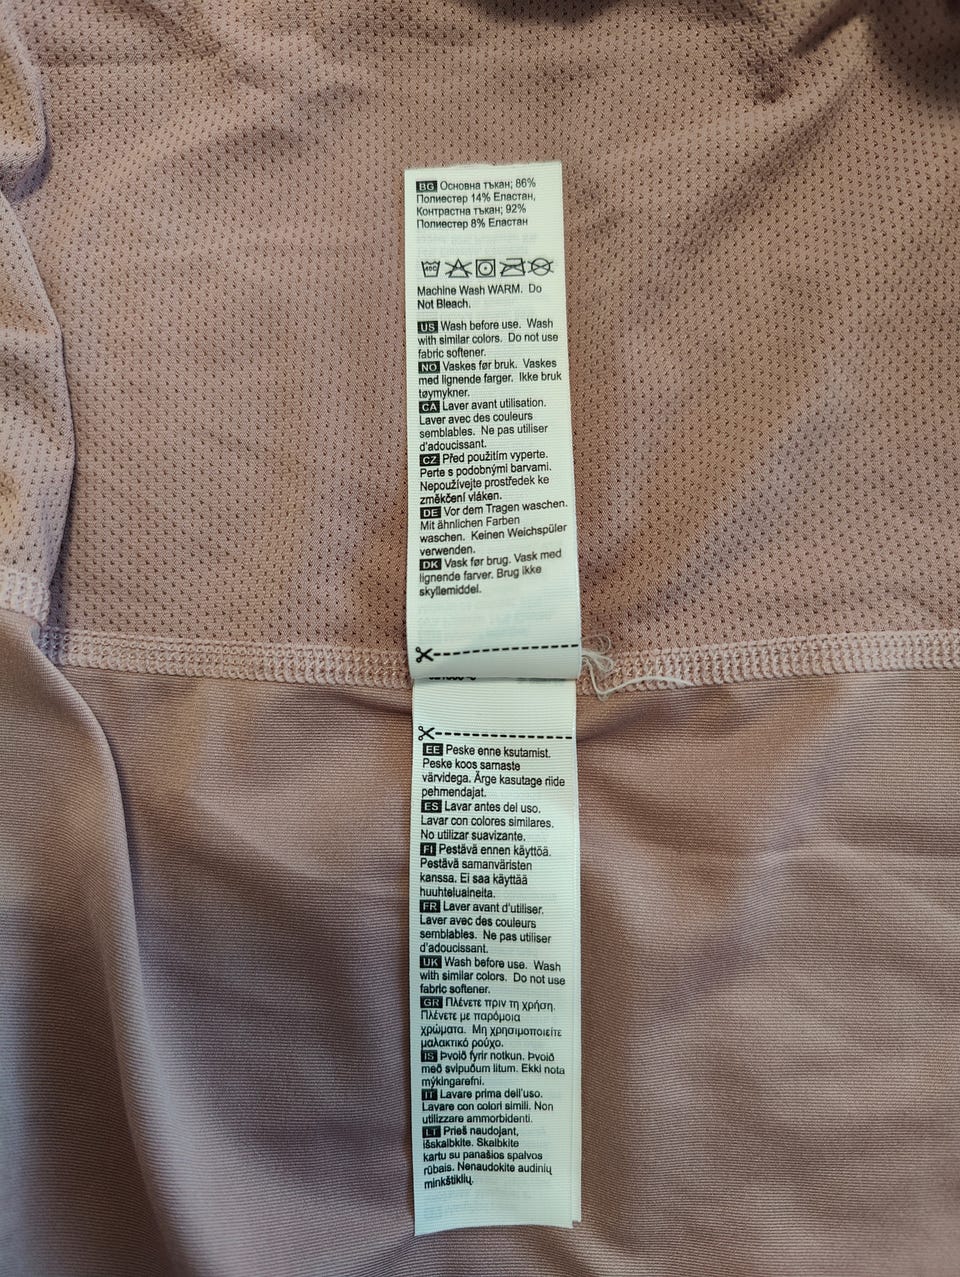 BG Основна тъкан; 86%
Полиестер 14% Еластан,
Контрастна тъкан; 92%
Полиестер 8% Еластан
40C
Machine Wash WARM. Do
Not Bleach.
US Wash before use. Wash
with similar colors. Do not use
fabric softener.
NO Vaskes før bruk. Vaskes
med lignende farger. Ikke bruk
tøymykner.
CA Laver avant utilisation.
Laver avec des couleurs
semblables. Ne pas utiliser
d'adoucissant.
CZ Před použitím vyperte.
Perte s podobnými barvami.
Nepoužívejte prostředek ke
změkčení vláken.
DE Vor dem Tragen waschen.
Mit ähnlichen Farben
waschen. Keinen Weichspüler
verwenden.
DK Vask før brug. Vask med
lignende farver. Brug ikke
skyllemiddel.
EE Peske enne ksutamist.
Peske koos samaste
värvidega. Ärge kasutage riide
pehmendajat.
ES Lavar antes del uso.
Lavar con colores similares.
No utilizar suavizante.
FI Pestävä ennen käyttöä.
Pestävä samanväristen
kanssa. Ei saa käyttää
huuhteluaineita.
FR Laver avant d'utiliser.
Laver avec des couleurs
semblables. Ne pas utiliser
d'adoucissant.
UK Wash before use. Wash
with similar colors. Do not use
fabric softener.
GR Πλένετε πριν τη χρήση.
Πλένετε με παρόμοια
χρώματα. Μη χρησιμοποιείτε
μαλακτικό ρούχο.
IS Þvoið fyrir notkun. Þvoið
með svipuðum litum. Ekki nota
mýkingarefni.
IT Lavare prima dell'uso.
Lavare con colori simili. Non
utilizzare ammorbidenti.
LT Prieš naudojant,
išskalbkite. Skalbkite
kartu su panašios spalvos
rūbais. Nenaudokite audinių
minkštiklių.